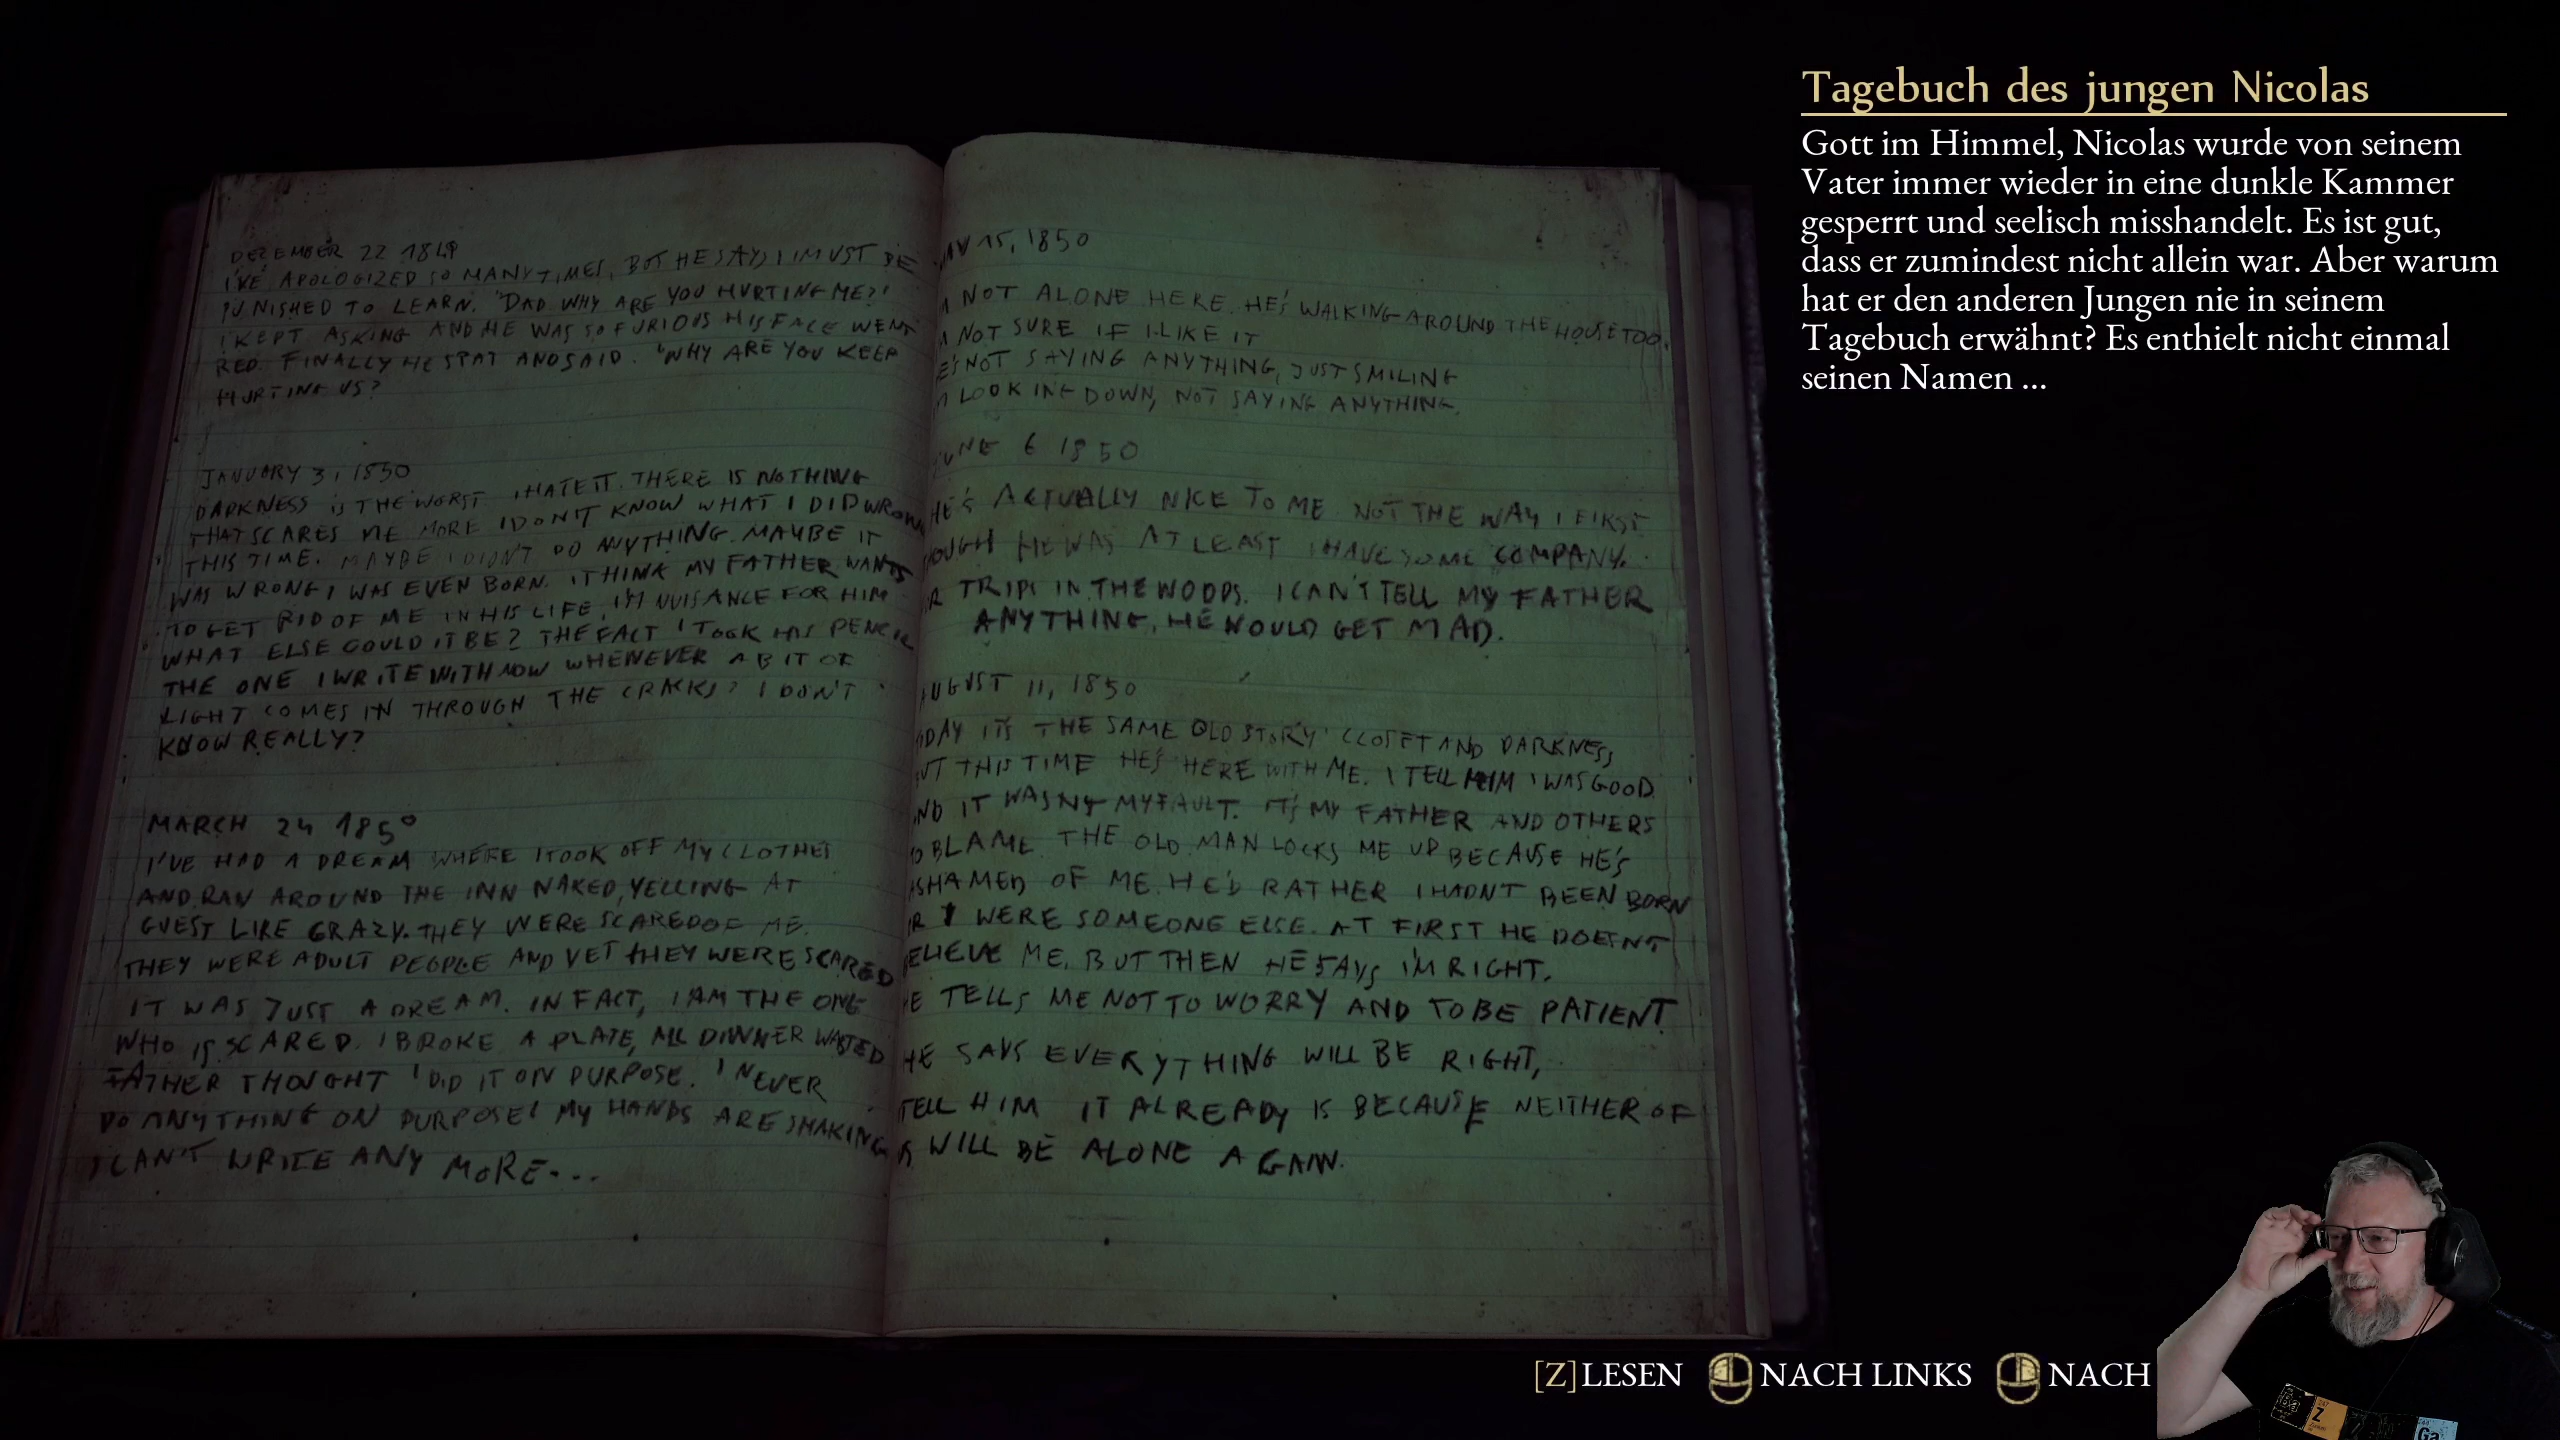 DECEMBER 22 1849
I'VE APOLOGIZED SO MANY TIMES, BUT HE SAYS I MUST BE
PUNISHED TO LEARN. 'DAD WHY ARE YOU HURTING ME?'
I KEPT ASKING AND HE WAS SO FURIOUS HIS FACE WENT
RED. FINALLY HE SPAT AND SAID. 'WHY ARE YOU KEEP
HURTING US?
JANUARY 3, 1850
DARKNESS IS THE WORST I HATE IT. THERE IS NOTHING
THAT SCARES ME MORE I DON'T KNOW WHAT I DID WRONG
THIS TIME. MAYBE I DIDN'T DO ANYTHING. MAYBE IT
WAS WRONG I WAS EVEN BORN. I THINK MY FATHER WANTS
TO GET RID OF ME IN HIS LIFE I'M NUISANCE FOR HIM
WHAT ELSE COULD IT BE? THE FACT I TOOK HIS PENCIL
THE ONE I WRITE WITH NOW WHENEVER A BIT OF
LIGHT COMES IN THROUGH THE CRACKS? I DON'T
KNOW REALLY?
MARCH 24 1850
I'VE HAD A DREAM WHERE I TOOK OFF MY CLOTHES
AND RAN AROUND THE INN NAKED, YELLING AT
GUEST LIKE CRAZY. THEY WERE SCARED OF ME.
THEY WERE ADULT PEOPLE AND YET THEY WERE SCARED
IT WAS JUST A DREAM. IN FACT, I AM THE ONE
WHO IS SCARED. I BROKE A PLATE, ALL DINNER WASTED
FATHER THOUGHT I DID IT ON PURPOSE. I NEVER
DO ANYTHING ON PURPOSE! MY HANDS ARE SHAKING
I CAN'T WRITE ANY MORE...
15, 1850
NOT ALONE HERE. HE'S WALKING AROUND THE HOUSE TOO.
NOT SURE IF I LIKE IT
E'S NOT SAYING ANYTHING, JUST SMILING
LOOKING DOWN, NOT SAYING ANYTHING.
JUNE 6 1850
HE'S ACTUALLY NICE TO ME NOT THE WAY I FIRST
OUGH HE WAS AT LEAST I HAVE SOME COMPANY.
R TRIPS IN THE WOODS. I CAN'T TELL MY FATHER
ANYTHING, HE WOULD GET MAD.
UGUST 11, 1850
ODAY IT'S THE SAME OLD STORY CLOSET AND DARKNESS,
UT THIS TIME HE'S HERE WITH ME. I TELL HIM I WAS GOOD
ND IT WASN'T MY FAULT. IT'S MY FATHER AND OTHERS
O BLAME THE OLD MAN LOCKS ME UP BECAUSE HE'S
ASHAMED OF ME. HE'D RATHER I HADN'T BEEN BORN
R I WERE SOMEONE ELSE. AT FIRST HE DOESN'T
BELIEVE ME, BUT THEN HE SAYS I'M RIGHT.
HE TELLS ME NOT TO WORRY AND TO BE PATIENT
HE SAYS EVERYTHING WILL BE RIGHT,
TELL HIM IT ALREADY IS BECAUSE NEITHER OF
S WILL BE ALONE AGAIN.
Tagebuch des jungen Nicolas
Gott im Himmel, Nicolas wurde von seinem
Vater immer wieder in eine dunkle Kammer
gesperrt und seelisch misshandelt. Es ist gut,
dass er zumindest nicht allein war. Aber warum
hat er den anderen Jungen nie in seinem
Tagebuch erwähnt? Es enthielt nicht einmal
seinen Namen ...
[Z] LESEN NACH LINKS NACH
Z
Ga